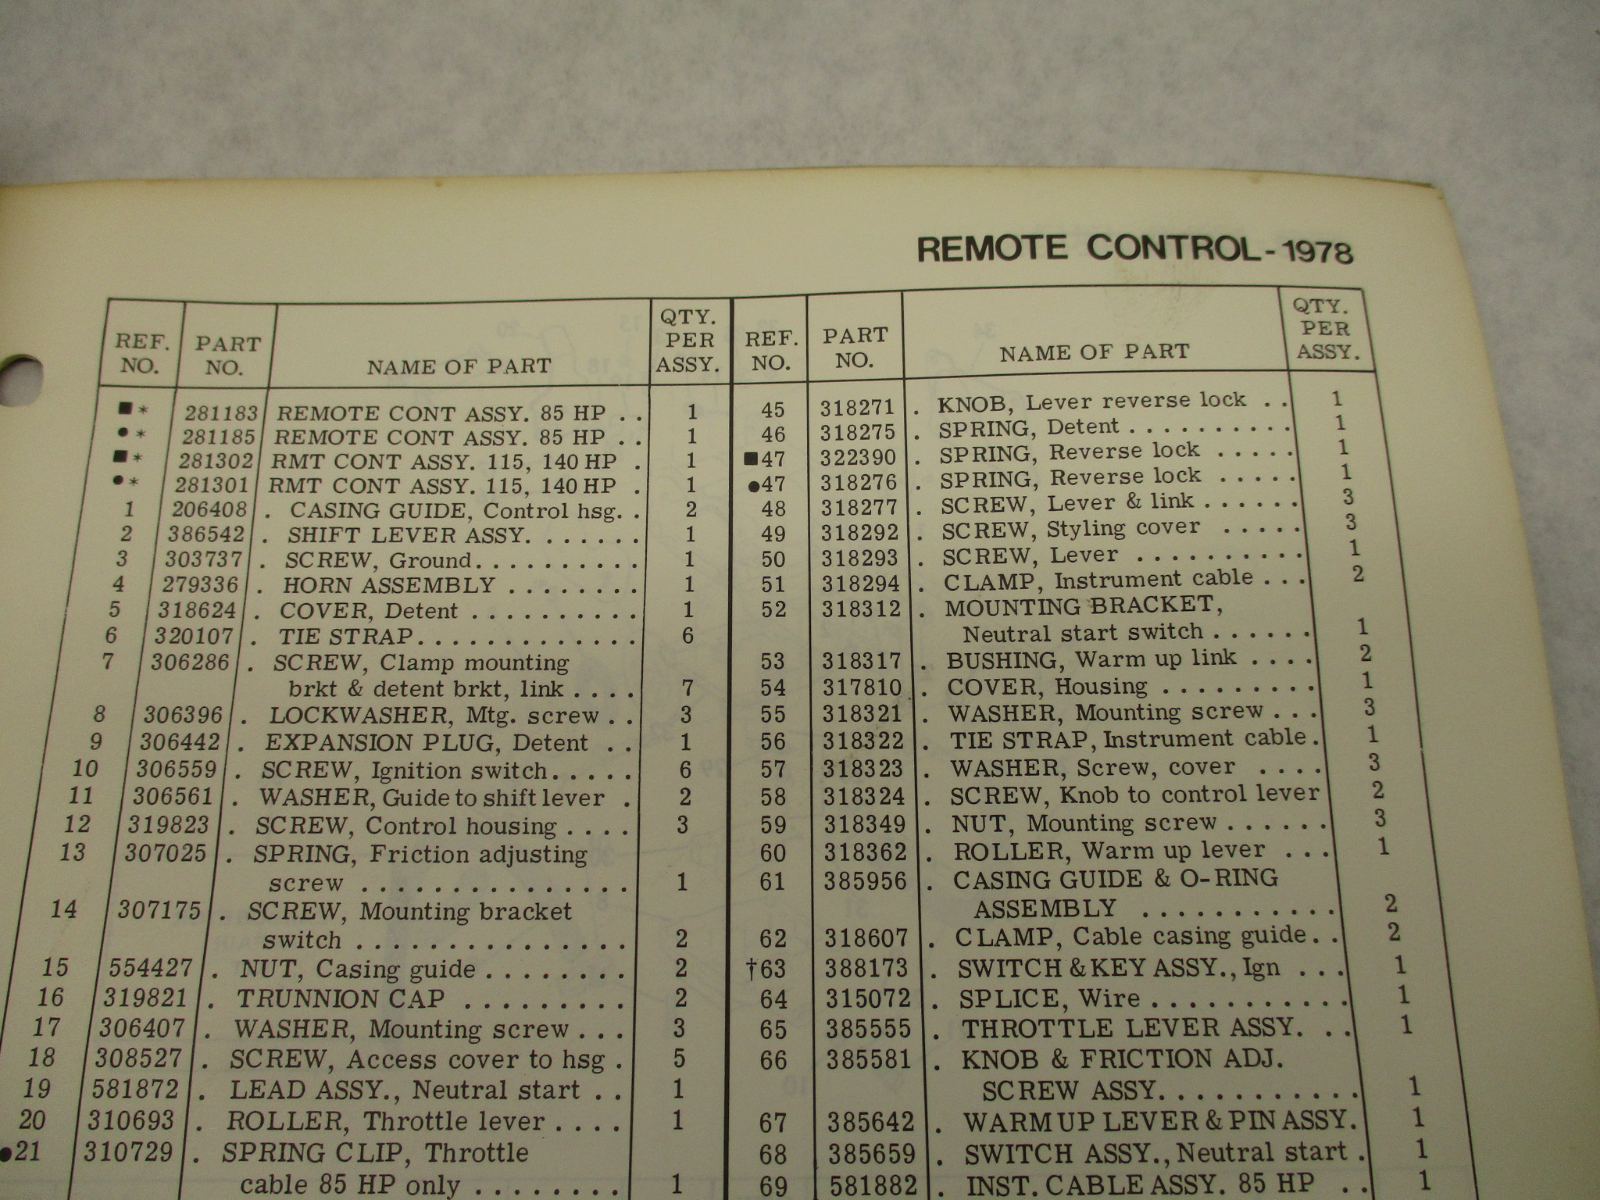 REMOTE CONTROL-1978
REF. NO. PART NO. NAME OF PART QTY. PER ASSY.
■* 281183 REMOTE CONT ASSY. 85 HP . . 1
●* 281185 REMOTE CONT ASSY. 85 HP . . 1
■* 281302 RMT CONT ASSY. 115, 140 HP . 1
●* 281301 RMT CONT ASSY. 115, 140 HP . 1
1 206408 . CASING GUIDE, Control hsg. . 2
2 386542 . SHIFT LEVER ASSY. . . . . . . 1
3 303737 . SCREW, Ground . . . . . . . . . . 1
4 279336 . HORN ASSEMBLY . . . . . . . . 1
5 318624 . COVER, Detent . . . . . . . . . . 1
6 320107 . TIE STRAP . . . . . . . . . . . . . 6
7 306286 . SCREW, Clamp mounting
brkt & detent brkt, link . . . . 7
8 306396 . LOCKWASHER, Mtg. screw . . 3
9 306442 . EXPANSION PLUG, Detent . . 1
10 306559 . SCREW, Ignition switch . . . . . 6
11 306561 . WASHER, Guide to shift lever . 2
12 319823 . SCREW, Control housing . . . . 3
13 307025 . SPRING, Friction adjusting
screw . . . . . . . . . . . . . . . 1
14 307175 . SCREW, Mounting bracket
switch . . . . . . . . . . . . . . . 2
15 554427 . NUT, Casing guide . . . . . . . . 2
16 319821 . TRUNNION CAP . . . . . . . . . 2
17 306407 . WASHER, Mounting screw . . . 3
18 308527 . SCREW, Access cover to hsg . 5
19 581872 . LEAD ASSY., Neutral start . . 1
20 310693 . ROLLER, Throttle lever . . . . 1
●21 310729 . SPRING CLIP, Throttle
cable 85 HP only . . . . . . . . 1
REF. NO. PART NO. NAME OF PART QTY. PER ASSY.
45 318271 . KNOB, Lever reverse lock . . 1
46 318275 . SPRING, Detent . . . . . . . . . . 1
■47 322390 . SPRING, Reverse lock . . . . . 1
●47 318276 . SPRING, Reverse lock . . . . . 1
48 318277 . SCREW, Lever & link . . . . . . 3
49 318292 . SCREW, Styling cover . . . . . 3
50 318293 . SCREW, Lever . . . . . . . . . . 1
51 318294 . CLAMP, Instrument cable . . . 2
52 318312 . MOUNTING BRACKET,
Neutral start switch . . . . . . 1
53 318317 . BUSHING, Warm up link . . . . 2
54 317810 . COVER, Housing . . . . . . . . . 1
55 318321 . WASHER, Mounting screw . . . 3
56 318322 . TIE STRAP, Instrument cable . 1
57 318323 . WASHER, Screw, cover . . . . 3
58 318324 . SCREW, Knob to control lever 2
59 318349 . NUT, Mounting screw . . . . . . 3
60 318362 . ROLLER, Warm up lever . . . 1
61 385956 . CASING GUIDE & O-RING
ASSEMBLY . . . . . . . . . . . 2
62 318607 . CLAMP, Cable casing guide . . 2
†63 388173 . SWITCH & KEY ASSY., Ign . . . 1
64 315072 . SPLICE, Wire . . . . . . . . . . . 1
65 385555 . THROTTLE LEVER ASSY. . . 1
66 385581 . KNOB & FRICTION ADJ.
SCREW ASSY. . . . . . . . . . . . 1
67 385642 . WARM UP LEVER & PIN ASSY. 1
68 385659 . SWITCH ASSY., Neutral start . 1
69 581882 . INST. CABLE ASSY. 85 HP . . 1